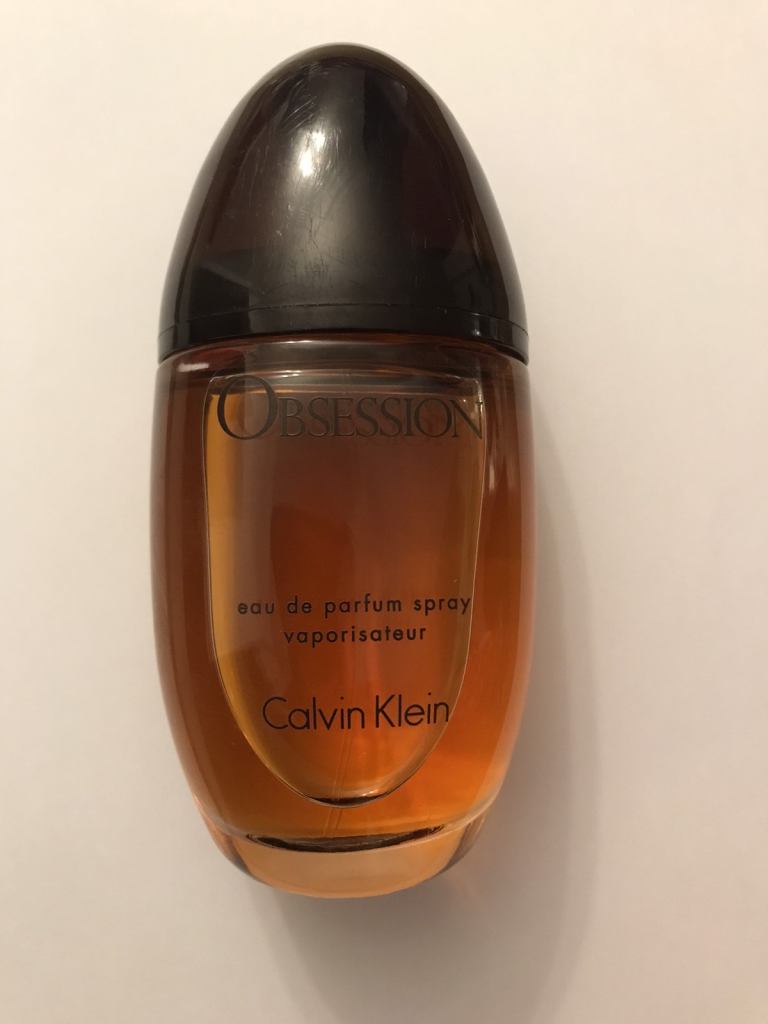 OBSESSION
eau de parfum spray
vaporisateur
Calvin Klein